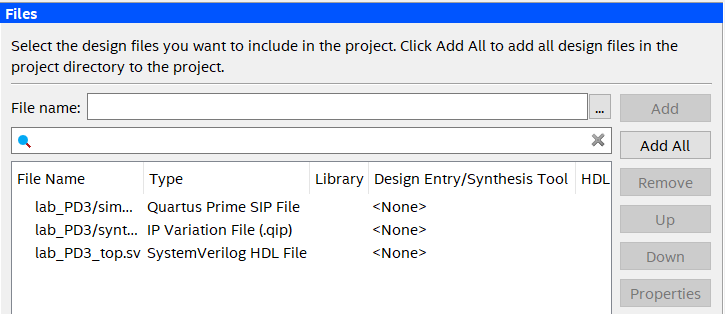 Files
Select the design files you want to include in the project. Click Add All to add all design files in the
project directory to the project.
File name: ... Add
Add All
File Name Type Library Design Entry/Synthesis Tool HDL
Remove
lab_PD3/sim... Quartus Prime SIP File <None>
Up
lab_PD3/synt... IP Variation File (.qip) <None>
lab_PD3_top.sv SystemVerilog HDL File <None>
Down
Properties